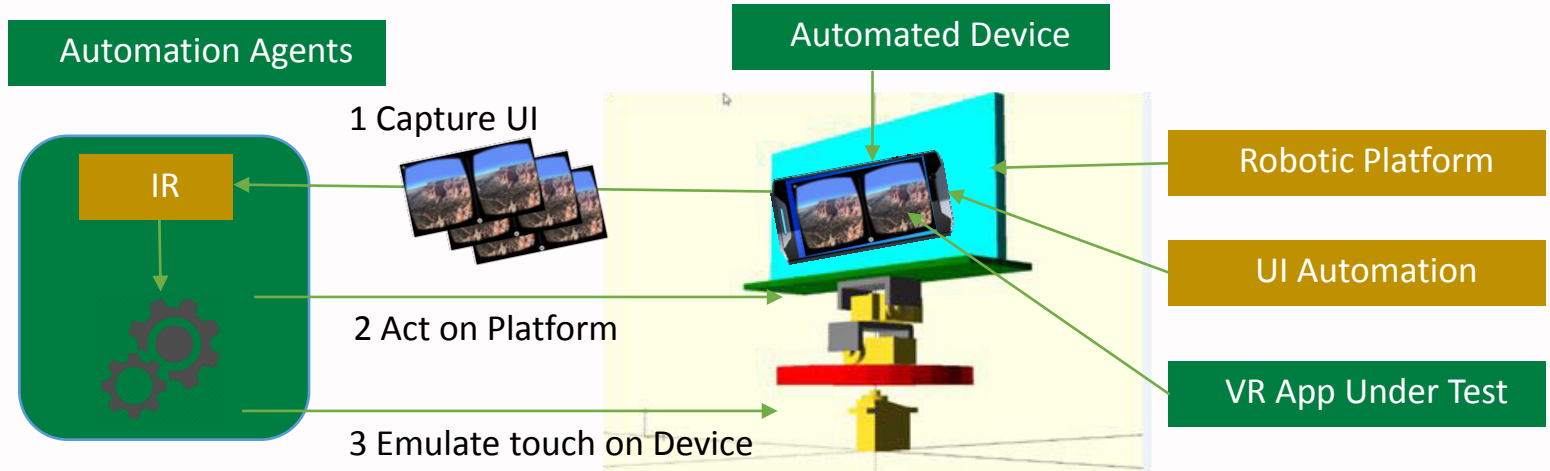 Automation Agents
Automated Device
1 Capture UI
IR
Robotic Platform
UI Automation
2 Act on Platform
VR App Under Test
3 Emulate touch on Device